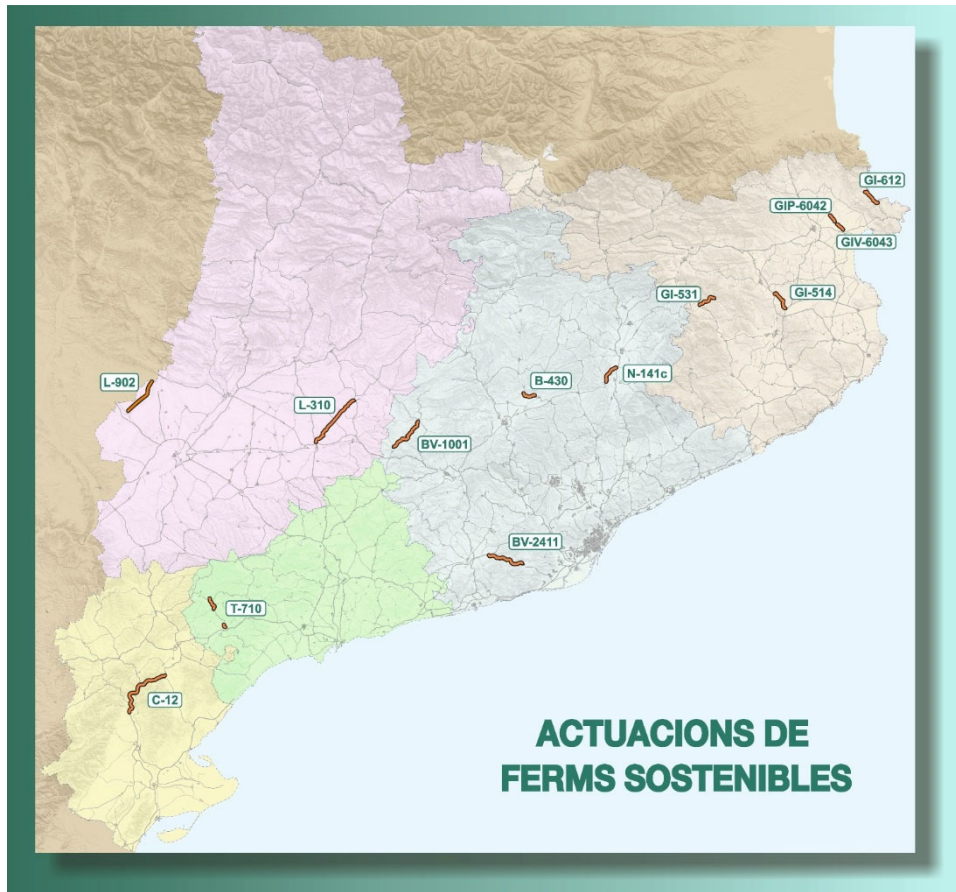 GI-612
GIP-6042
GIV-6043
GI-531
GI-514
L-902
L-310
B-430
N-141c
BV-1001
BV-2411
T-710
C-12
ACTUACIONS DE
FERMS SOSTENIBLES